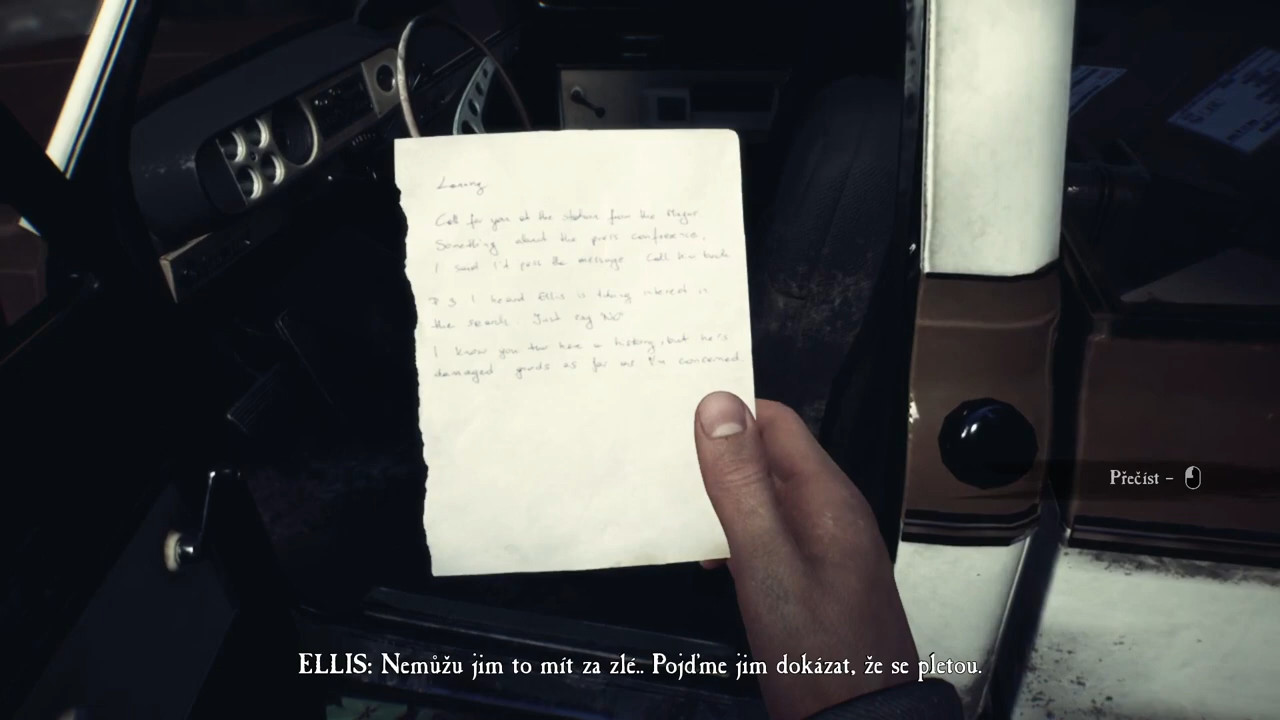 Lanning
Call for you at the station from the Mayor
Something about the press conference.
I said I'd pass the message. Call him back
P.S I heard Ellis is taking interest in
the search. Just say No
I know you two have a history, but he's
damaged goods as far as I'm concerned.
Přečíst –
ELLIS: Nemůžu jim to mít za zlé.. Pojďme jim dokázat, že se pletou.